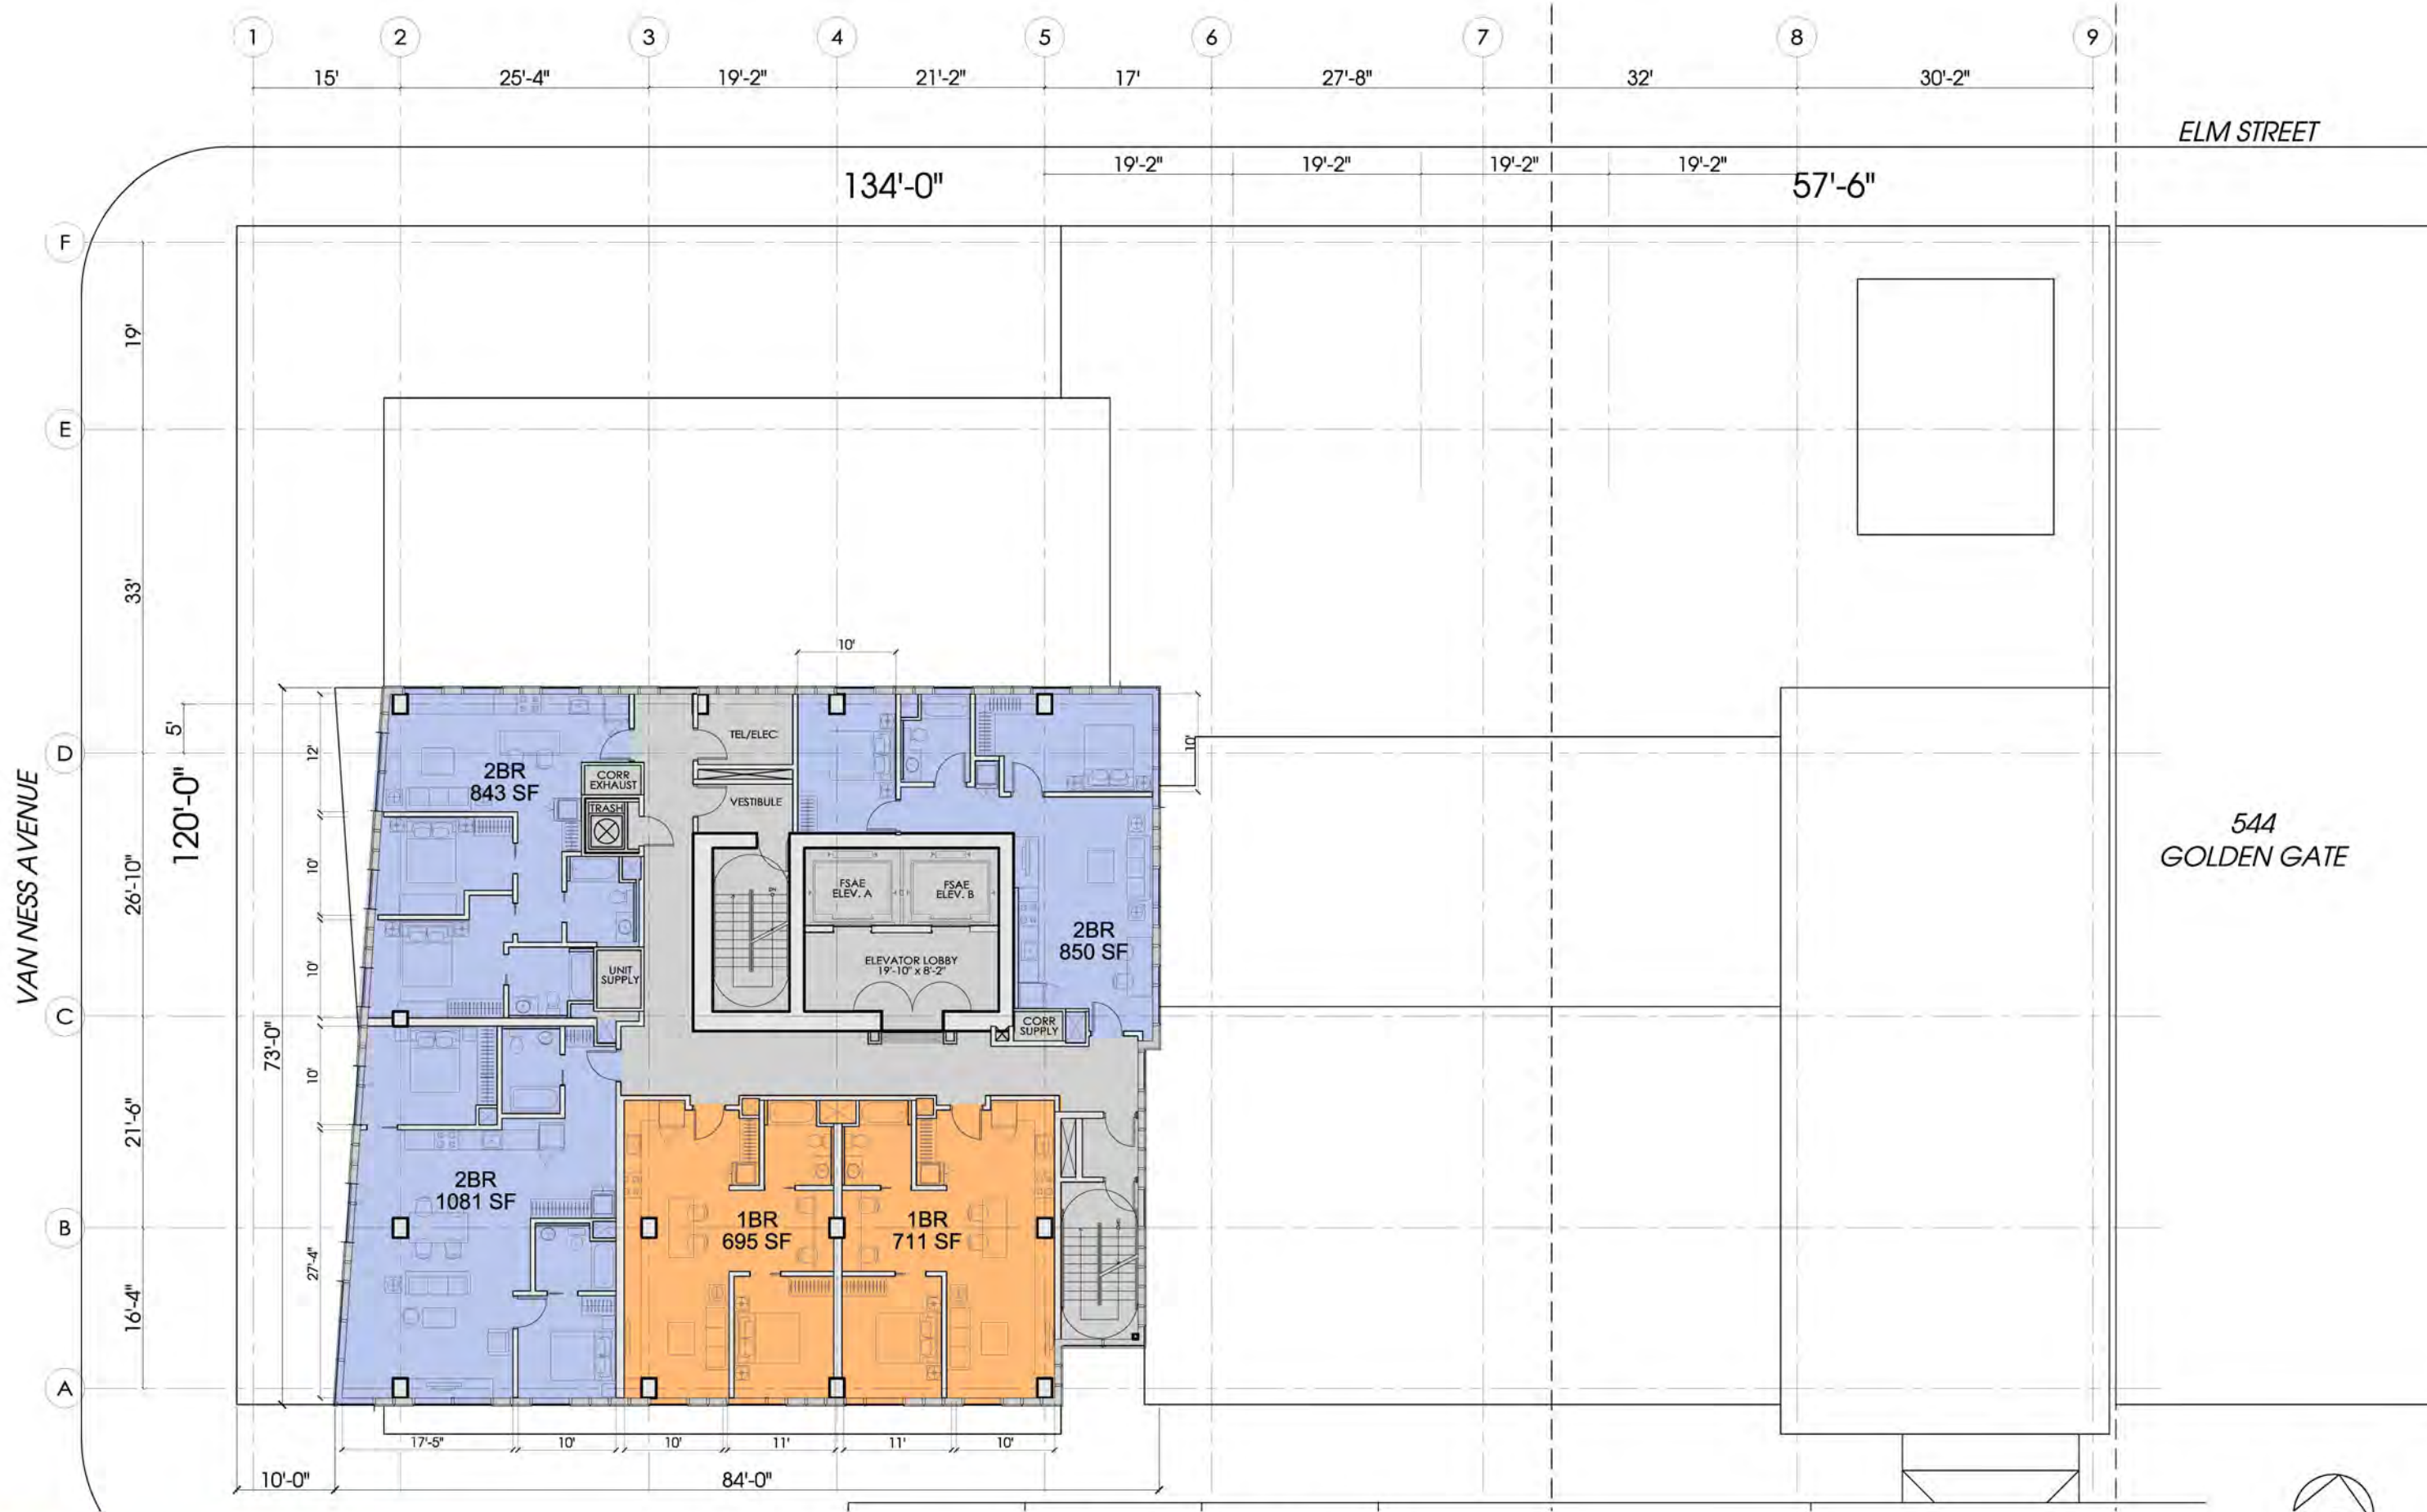 1 2 3 4 5 6 7 8 9
15' 25'-4" 19'-2" 21'-2" 17' 27'-8" 32' 30'-2"
ELM STREET
19'-2" 19'-2" 19'-2" 19'-2"
134'-0" 57'-6"
F
19'
E
33'
10'
5'
12'
TEL/ELEC
10'
D
2BR
843 SF
CORR
EXHAUST
TRASH
VESTIBULE
VAN NESS AVENUE
120'-0"
26'-10"
10'
544
GOLDEN GATE
FSAE
ELEV. A
FSAE
ELEV. B
2BR
850 SF
10'
UNIT
SUPPLY
ELEVATOR LOBBY
19'-10" x 8'-2"
C
CORR
SUPPLY
73'-0"
10'
21'-6"
2BR
1081 SF
B
1BR
695 SF
1BR
711 SF
27'-4"
16'-4"
A
17'-5" 10' 10' 11' 11' 10'
10'-0" 84'-0"